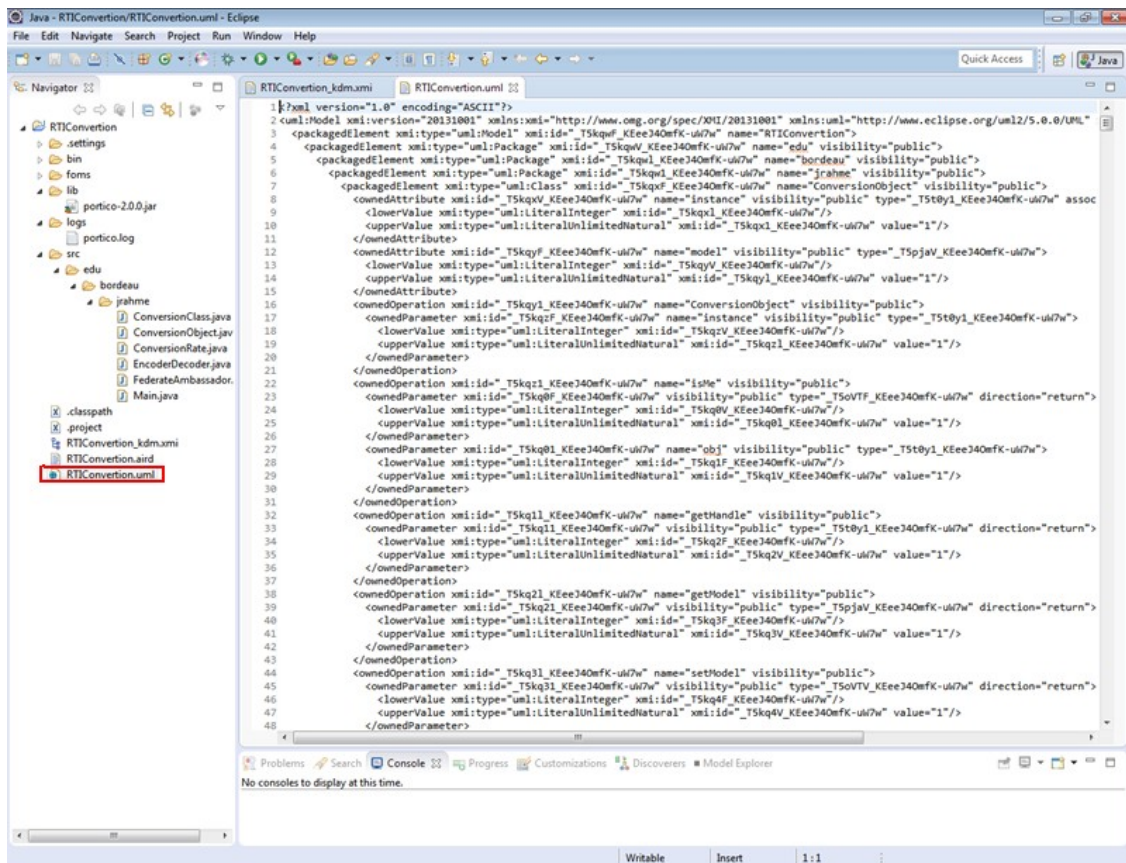 Java - RTIConvertion/RTIConvertion.uml - Eclipse
File Edit Navigate Search Project Run Window Help
Quick Access Java
Navigator
RTIConvertion
.settings
bin
foms
lib
portico-2.0.0.jar
logs
portico.log
src
edu
bordeau
jrahme
ConversionClass.java
ConversionObject.jav
ConversionRate.java
EncoderDecoder.java
FederateAmbassador.
Main.java
.classpath
.project
RTIConvertion_kdm.xmi
RTIConvertion.aird
RTIConvertion.uml
RTIConvertion_kdm.xmi RTIConvertion.uml
1 <?xml version="1.0" encoding="ASCII"?>
2 <uml:Model xmi:version="20131001" xmlns:xmi="http://www.omg.org/spec/XMI/20131001" xmlns:uml="http://www.eclipse.org/uml2/5.0.0/UML"
3 <packagedElement xmi:type="uml:Model" xmi:id="_T5kqwF_KEeeJ4OmfK-uW7w" name="RTIConvertion">
4 <packagedElement xmi:type="uml:Package" xmi:id="_T5kqwV_KEeeJ4OmfK-uW7w" name="edu" visibility="public">
5 <packagedElement xmi:type="uml:Package" xmi:id="_T5kqwl_KEeeJ4OmfK-uW7w" name="bordeau" visibility="public">
6 <packagedElement xmi:type="uml:Package" xmi:id="_T5kqw1_KEeeJ4OmfK-uW7w" name="jrahme" visibility="public">
7 <packagedElement xmi:type="uml:Class" xmi:id="_T5kqxF_KEeeJ4OmfK-uW7w" name="ConversionObject" visibility="public">
8 <ownedAttribute xmi:id="_T5kqxV_KEeeJ4OmfK-uW7w" name="instance" visibility="public" type="_T5t0y1_KEeeJ4OmfK-uW7w" assoc
9 <lowerValue xmi:type="uml:LiteralInteger" xmi:id="_T5kqxl_KEeeJ4OmfK-uW7w"/>
10 <upperValue xmi:type="uml:LiteralUnlimitedNatural" xmi:id="_T5kqx1_KEeeJ4OmfK-uW7w" value="1"/>
11 </ownedAttribute>
12 <ownedAttribute xmi:id="_T5kqyF_KEeeJ4OmfK-uW7w" name="model" visibility="public" type="_T5pjaV_KEeeJ4OmfK-uW7w">
13 <lowerValue xmi:type="uml:LiteralInteger" xmi:id="_T5kqyV_KEeeJ4OmfK-uW7w"/>
14 <upperValue xmi:type="uml:LiteralUnlimitedNatural" xmi:id="_T5kqyl_KEeeJ4OmfK-uW7w" value="1"/>
15 </ownedAttribute>
16 <ownedOperation xmi:id="_T5kqy1_KEeeJ4OmfK-uW7w" name="ConversionObject" visibility="public">
17 <ownedParameter xmi:id="_T5kqzF_KEeeJ4OmfK-uW7w" name="instance" visibility="public" type="_T5t0y1_KEeeJ4OmfK-uW7w">
18 <lowerValue xmi:type="uml:LiteralInteger" xmi:id="_T5kqzV_KEeeJ4OmfK-uW7w"/>
19 <upperValue xmi:type="uml:LiteralUnlimitedNatural" xmi:id="_T5kqzl_KEeeJ4OmfK-uW7w" value="1"/>
20 </ownedParameter>
21 </ownedOperation>
22 <ownedOperation xmi:id="_T5kqz1_KEeeJ4OmfK-uW7w" name="isMe" visibility="public">
23 <ownedParameter xmi:id="_T5kq0F_KEeeJ4OmfK-uW7w" visibility="public" type="_T5oVTF_KEeeJ4OmfK-uW7w" direction="return">
24 <lowerValue xmi:type="uml:LiteralInteger" xmi:id="_T5kq0V_KEeeJ4OmfK-uW7w"/>
25 <upperValue xmi:type="uml:LiteralUnlimitedNatural" xmi:id="_T5kq0l_KEeeJ4OmfK-uW7w" value="1"/>
26 </ownedParameter>
27 <ownedParameter xmi:id="_T5kq01_KEeeJ4OmfK-uW7w" name="obj" visibility="public" type="_T5t0y1_KEeeJ4OmfK-uW7w">
28 <lowerValue xmi:type="uml:LiteralInteger" xmi:id="_T5kq1F_KEeeJ4OmfK-uW7w"/>
29 <upperValue xmi:type="uml:LiteralUnlimitedNatural" xmi:id="_T5kq1V_KEeeJ4OmfK-uW7w" value="1"/>
30 </ownedParameter>
31 </ownedOperation>
32 <ownedOperation xmi:id="_T5kq1l_KEeeJ4OmfK-uW7w" name="getHandle" visibility="public">
33 <ownedParameter xmi:id="_T5kq11_KEeeJ4OmfK-uW7w" visibility="public" type="_T5t0y1_KEeeJ4OmfK-uW7w" direction="return">
34 <lowerValue xmi:type="uml:LiteralInteger" xmi:id="_T5kq2F_KEeeJ4OmfK-uW7w"/>
35 <upperValue xmi:type="uml:LiteralUnlimitedNatural" xmi:id="_T5kq2V_KEeeJ4OmfK-uW7w" value="1"/>
36 </ownedParameter>
37 </ownedOperation>
38 <ownedOperation xmi:id="_T5kq2l_KEeeJ4OmfK-uW7w" name="getModel" visibility="public">
39 <ownedParameter xmi:id="_T5kq21_KEeeJ4OmfK-uW7w" visibility="public" type="_T5pjaV_KEeeJ4OmfK-uW7w" direction="return">
40 <lowerValue xmi:type="uml:LiteralInteger" xmi:id="_T5kq3F_KEeeJ4OmfK-uW7w"/>
41 <upperValue xmi:type="uml:LiteralUnlimitedNatural" xmi:id="_T5kq3V_KEeeJ4OmfK-uW7w" value="1"/>
42 </ownedParameter>
43 </ownedOperation>
44 <ownedOperation xmi:id="_T5kq3l_KEeeJ4OmfK-uW7w" name="setModel" visibility="public">
45 <ownedParameter xmi:id="_T5kq31_KEeeJ4OmfK-uW7w" visibility="public" type="_T5oVTV_KEeeJ4OmfK-uW7w" direction="return">
46 <lowerValue xmi:type="uml:LiteralInteger" xmi:id="_T5kq4F_KEeeJ4OmfK-uW7w"/>
47 <upperValue xmi:type="uml:LiteralUnlimitedNatural" xmi:id="_T5kq4V_KEeeJ4OmfK-uW7w" value="1"/>
48 </ownedParameter>
Problems Search Console Progress Customizations Discoverers Model Explorer
No consoles to display at this time.
Writable Insert 1:1